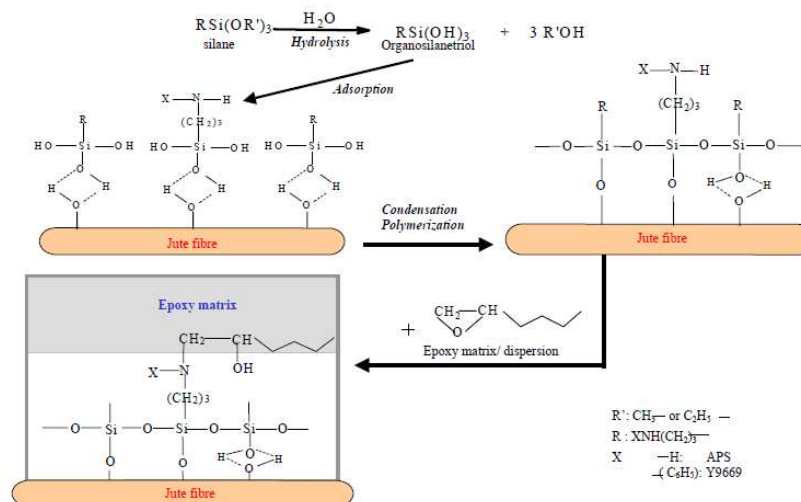 RSi(OR')3 H2O RSi(OH)3 + 3 R'OH
silane Hydrolysis Organosilanetriol
Adsorption
X—N—H
(CH2)3
R R
HO—Si—OH HO—Si—OH HO—Si—OH
O O O
H H H H H H
O O O
Jute fibre
Condensation
Polymerization
X—N—H
R (CH2)3 R
—O—Si—O—Si—O—Si—O—
O O O
H H
O
Jute fibre
+ CH2—CH
O
Epoxy matrix/ dispersion
Epoxy matrix
CH2—CH
X—N OH
(CH2)3
—O—Si—O—Si—O—Si—O—
O O O
H H
O
Jute fibre
R': CH3— or C2H5 —
R : XNH(CH2)3—
X —H: APS
—(C6H5): Y9669